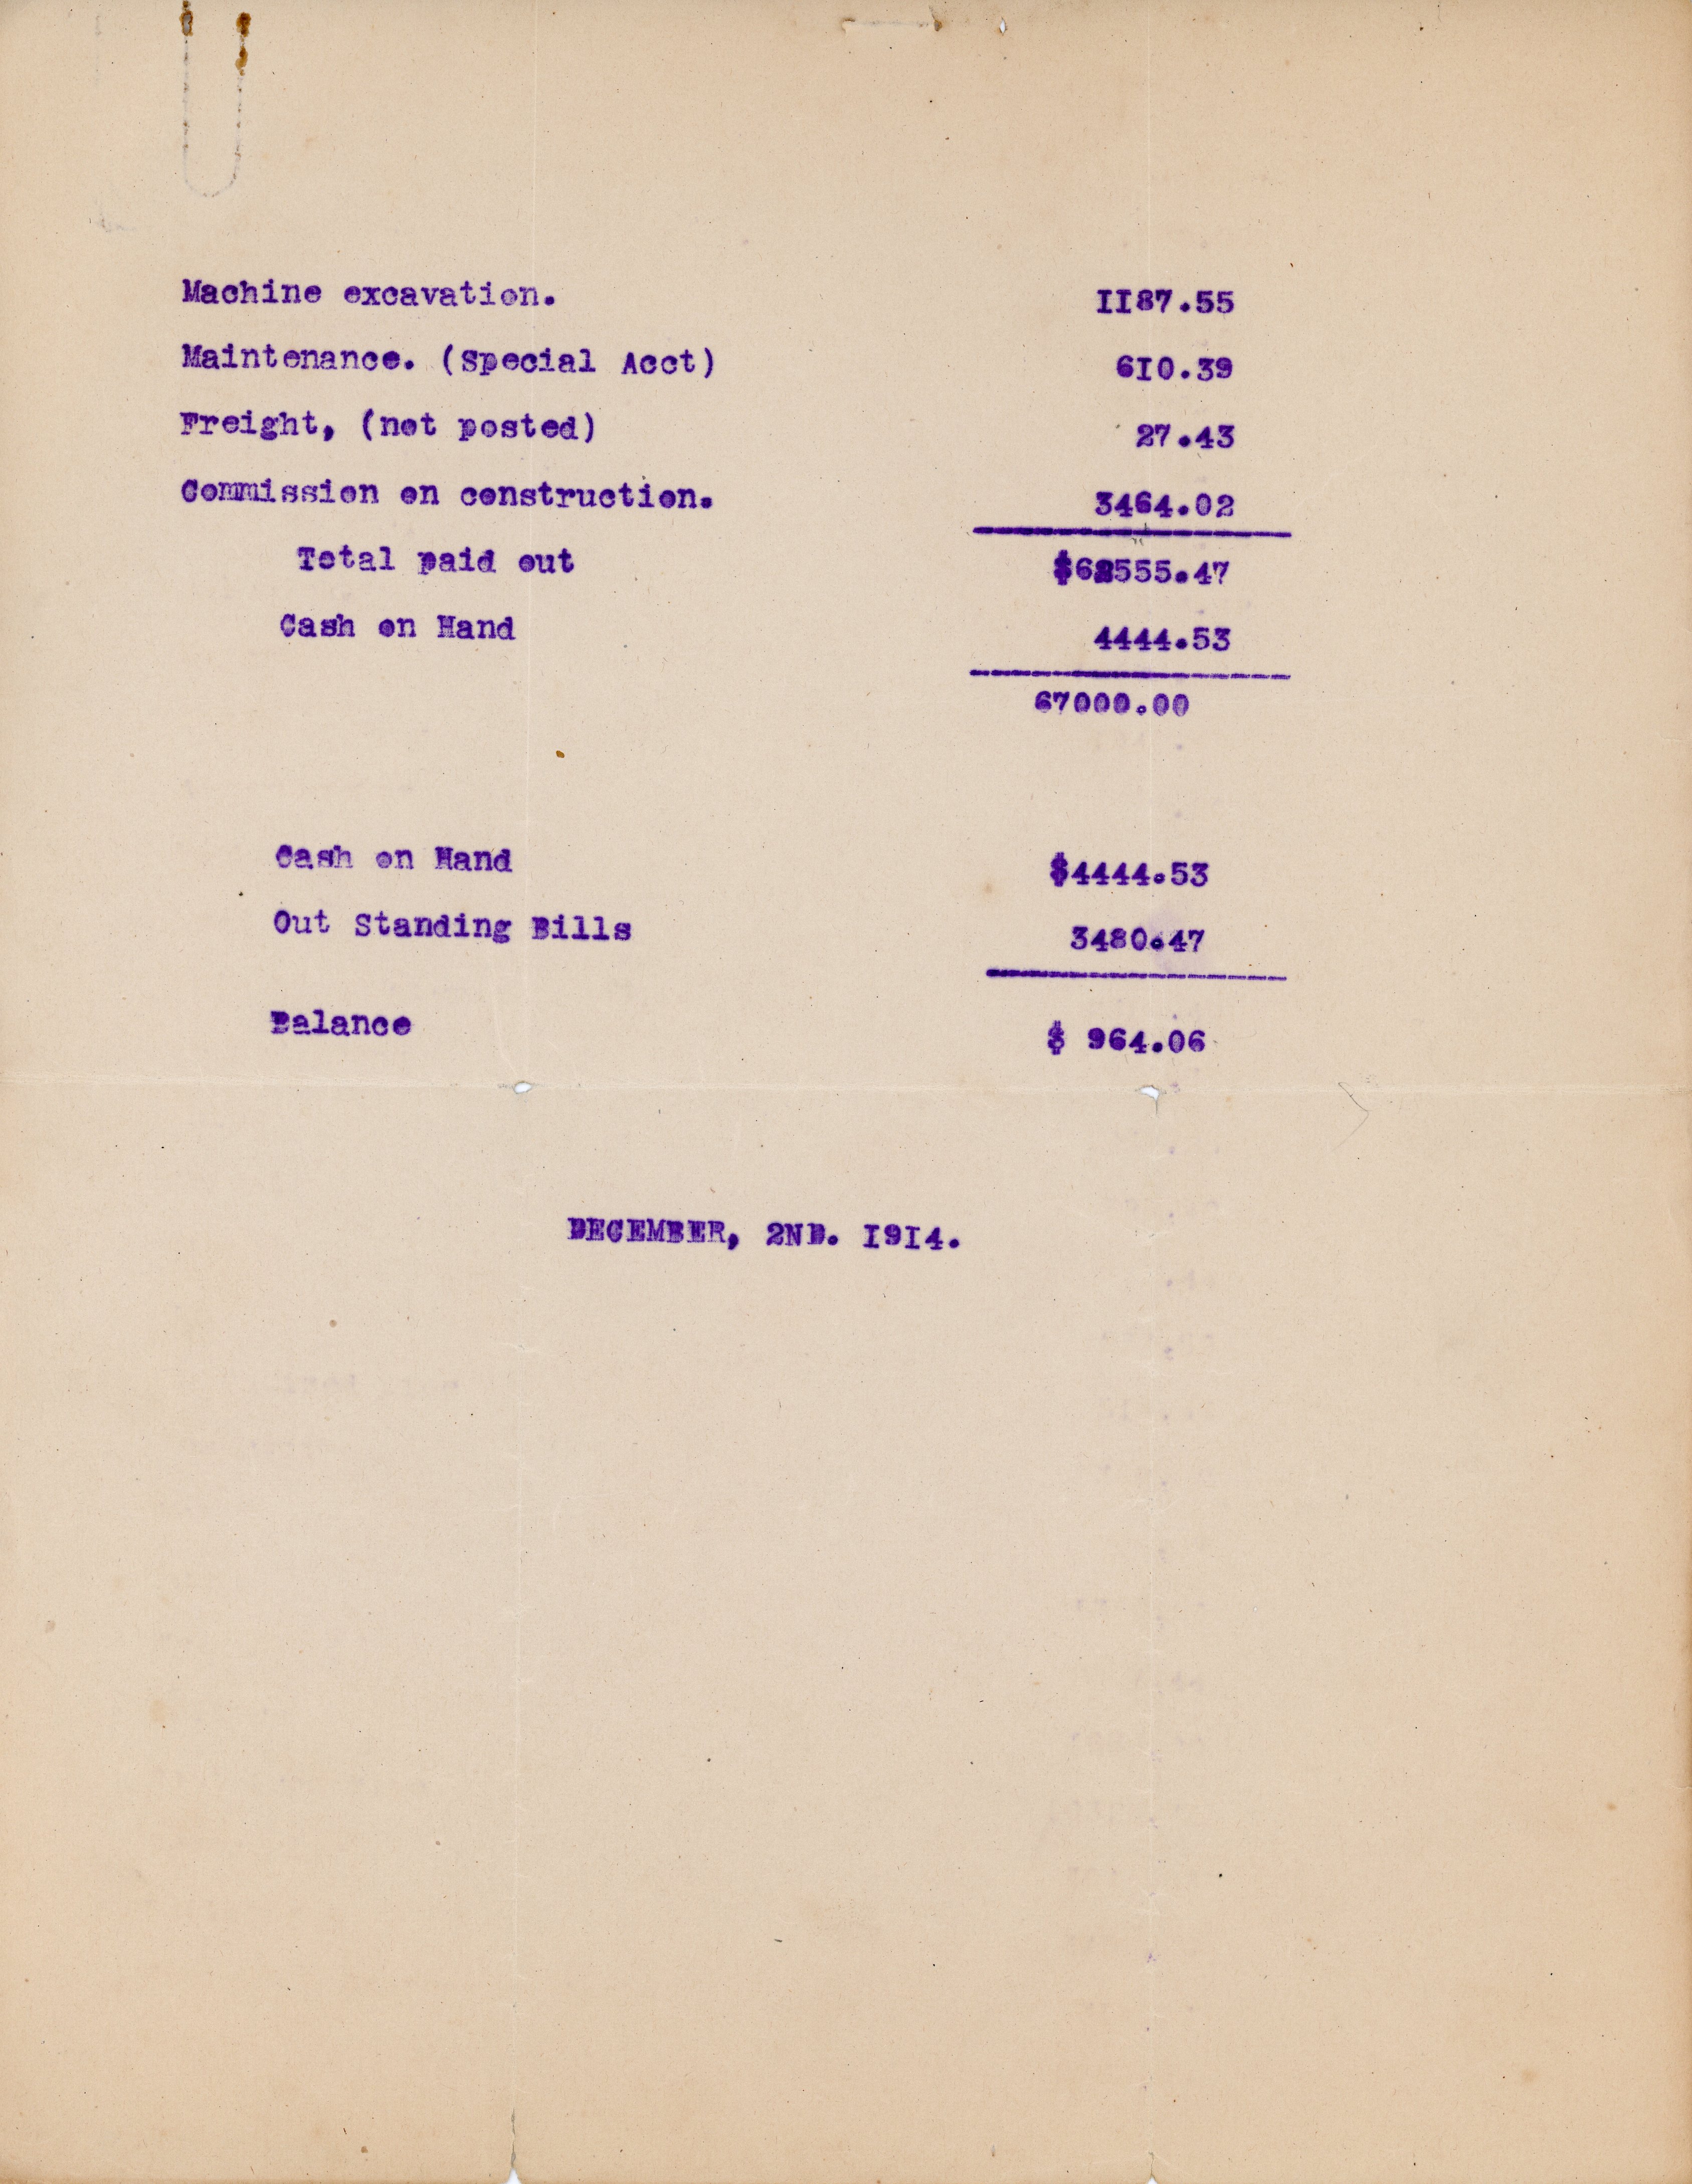 Machine excavation. II87.55
Maintenance. (Special Acct) 6I0.39
Freight, (not posted) 27.43
Commission on construction. 3464.02
Total paid out $62555.47
Cash on Hand 4444.53
67000.00
Cash on Hand $4444.53
Out Standing Bills 3480.47
Balance $ 964.06
DECEMBER, 2ND. I9I4.